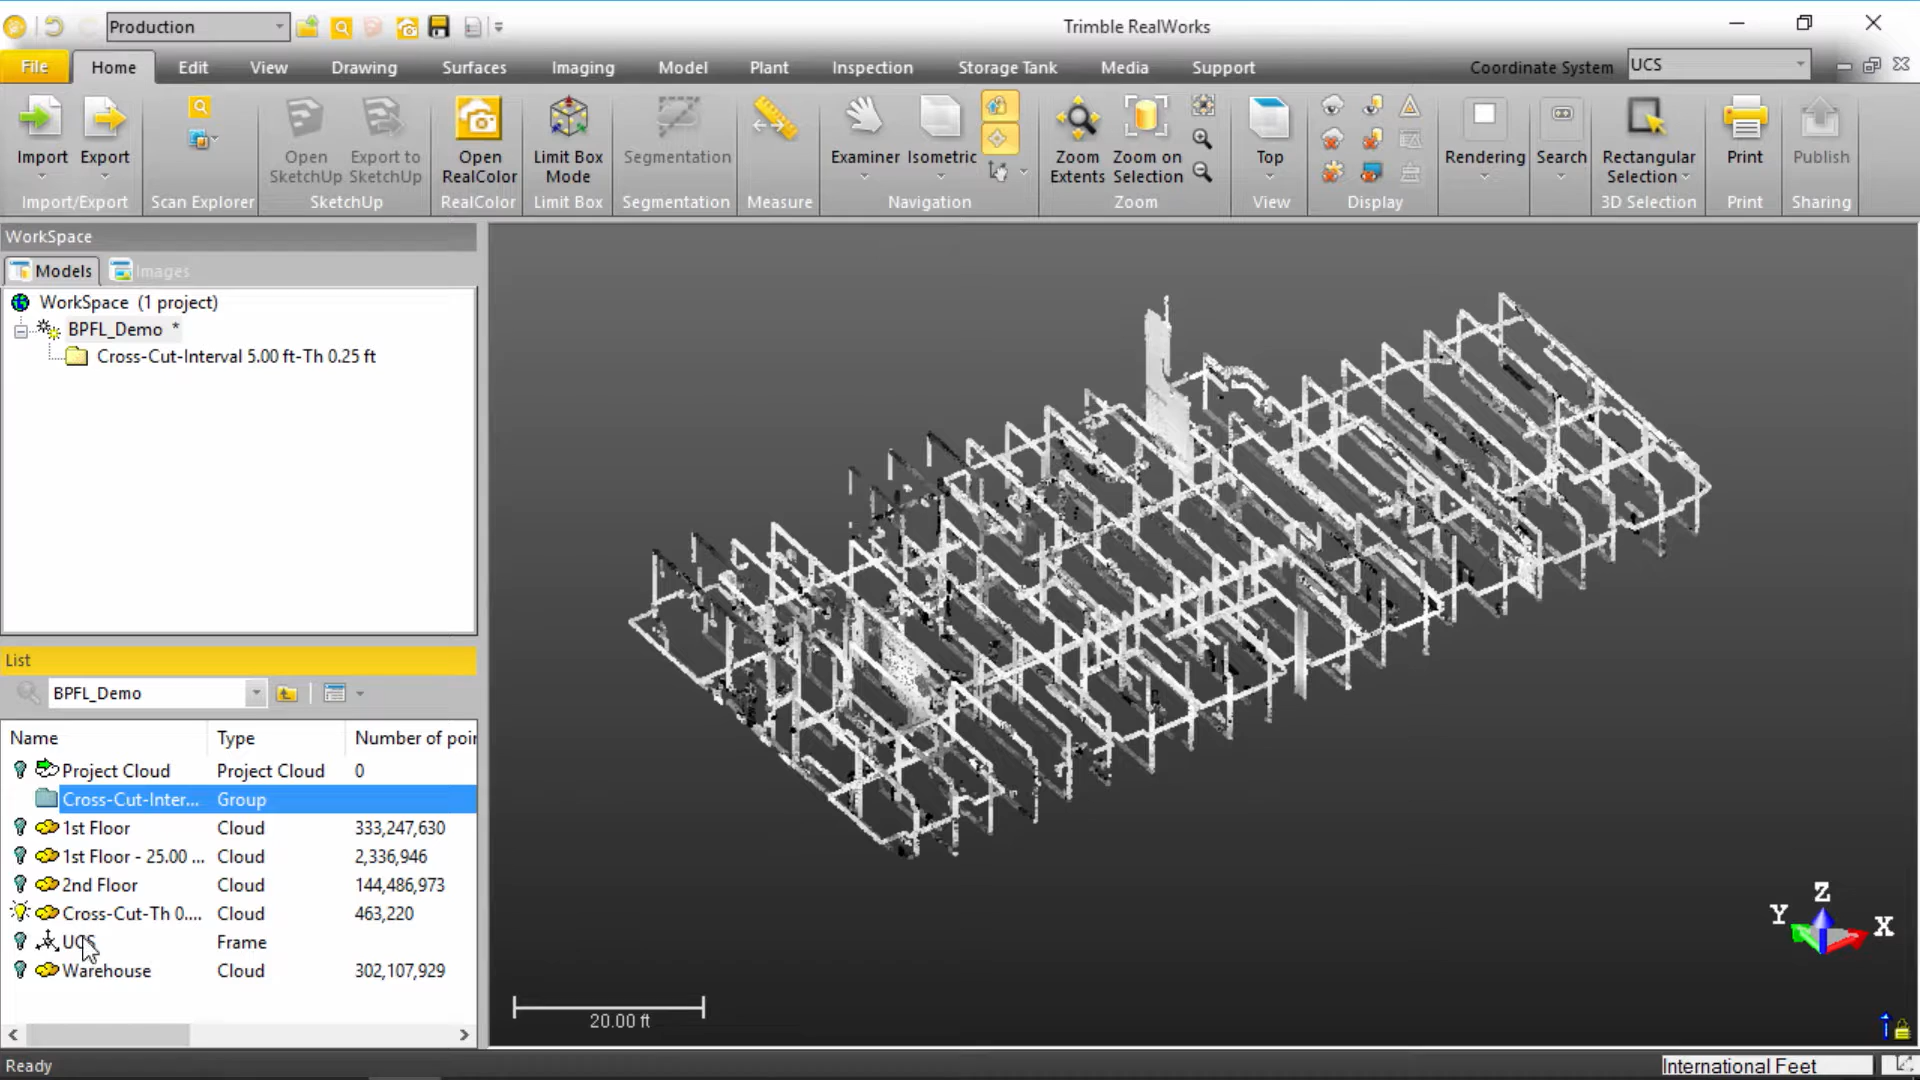 Production
Trimble RealWorks
File Home Edit View Drawing Surfaces Imaging Model Plant Inspection Storage Tank Media Support Coordinate System UCS
Import Export Open SketchUp Export to SketchUp Open RealColor Limit Box Mode Segmentation Examiner Isometric Zoom Extents Zoom on Selection Top Rendering Search Rectangular Selection Print Publish
Import/Export Scan Explorer SketchUp RealColor Limit Box Segmentation Measure Navigation Zoom View Display 3D Selection Print Sharing
WorkSpace
Models Images
WorkSpace (1 project)
BPFL_Demo *
Cross-Cut-Interval 5.00 ft-Th 0.25 ft
List
BPFL_Demo
Name Type Number of poin
Project Cloud Project Cloud 0
Cross-Cut-Inter... Group
1st Floor Cloud 333,247,630
1st Floor - 25.00 ... Cloud 2,336,946
2nd Floor Cloud 144,486,973
Cross-Cut-Th 0.... Cloud 463,220
UCS Frame
Warehouse Cloud 302,107,929
20.00 ft
Z
Y
X
Ready
International Feet